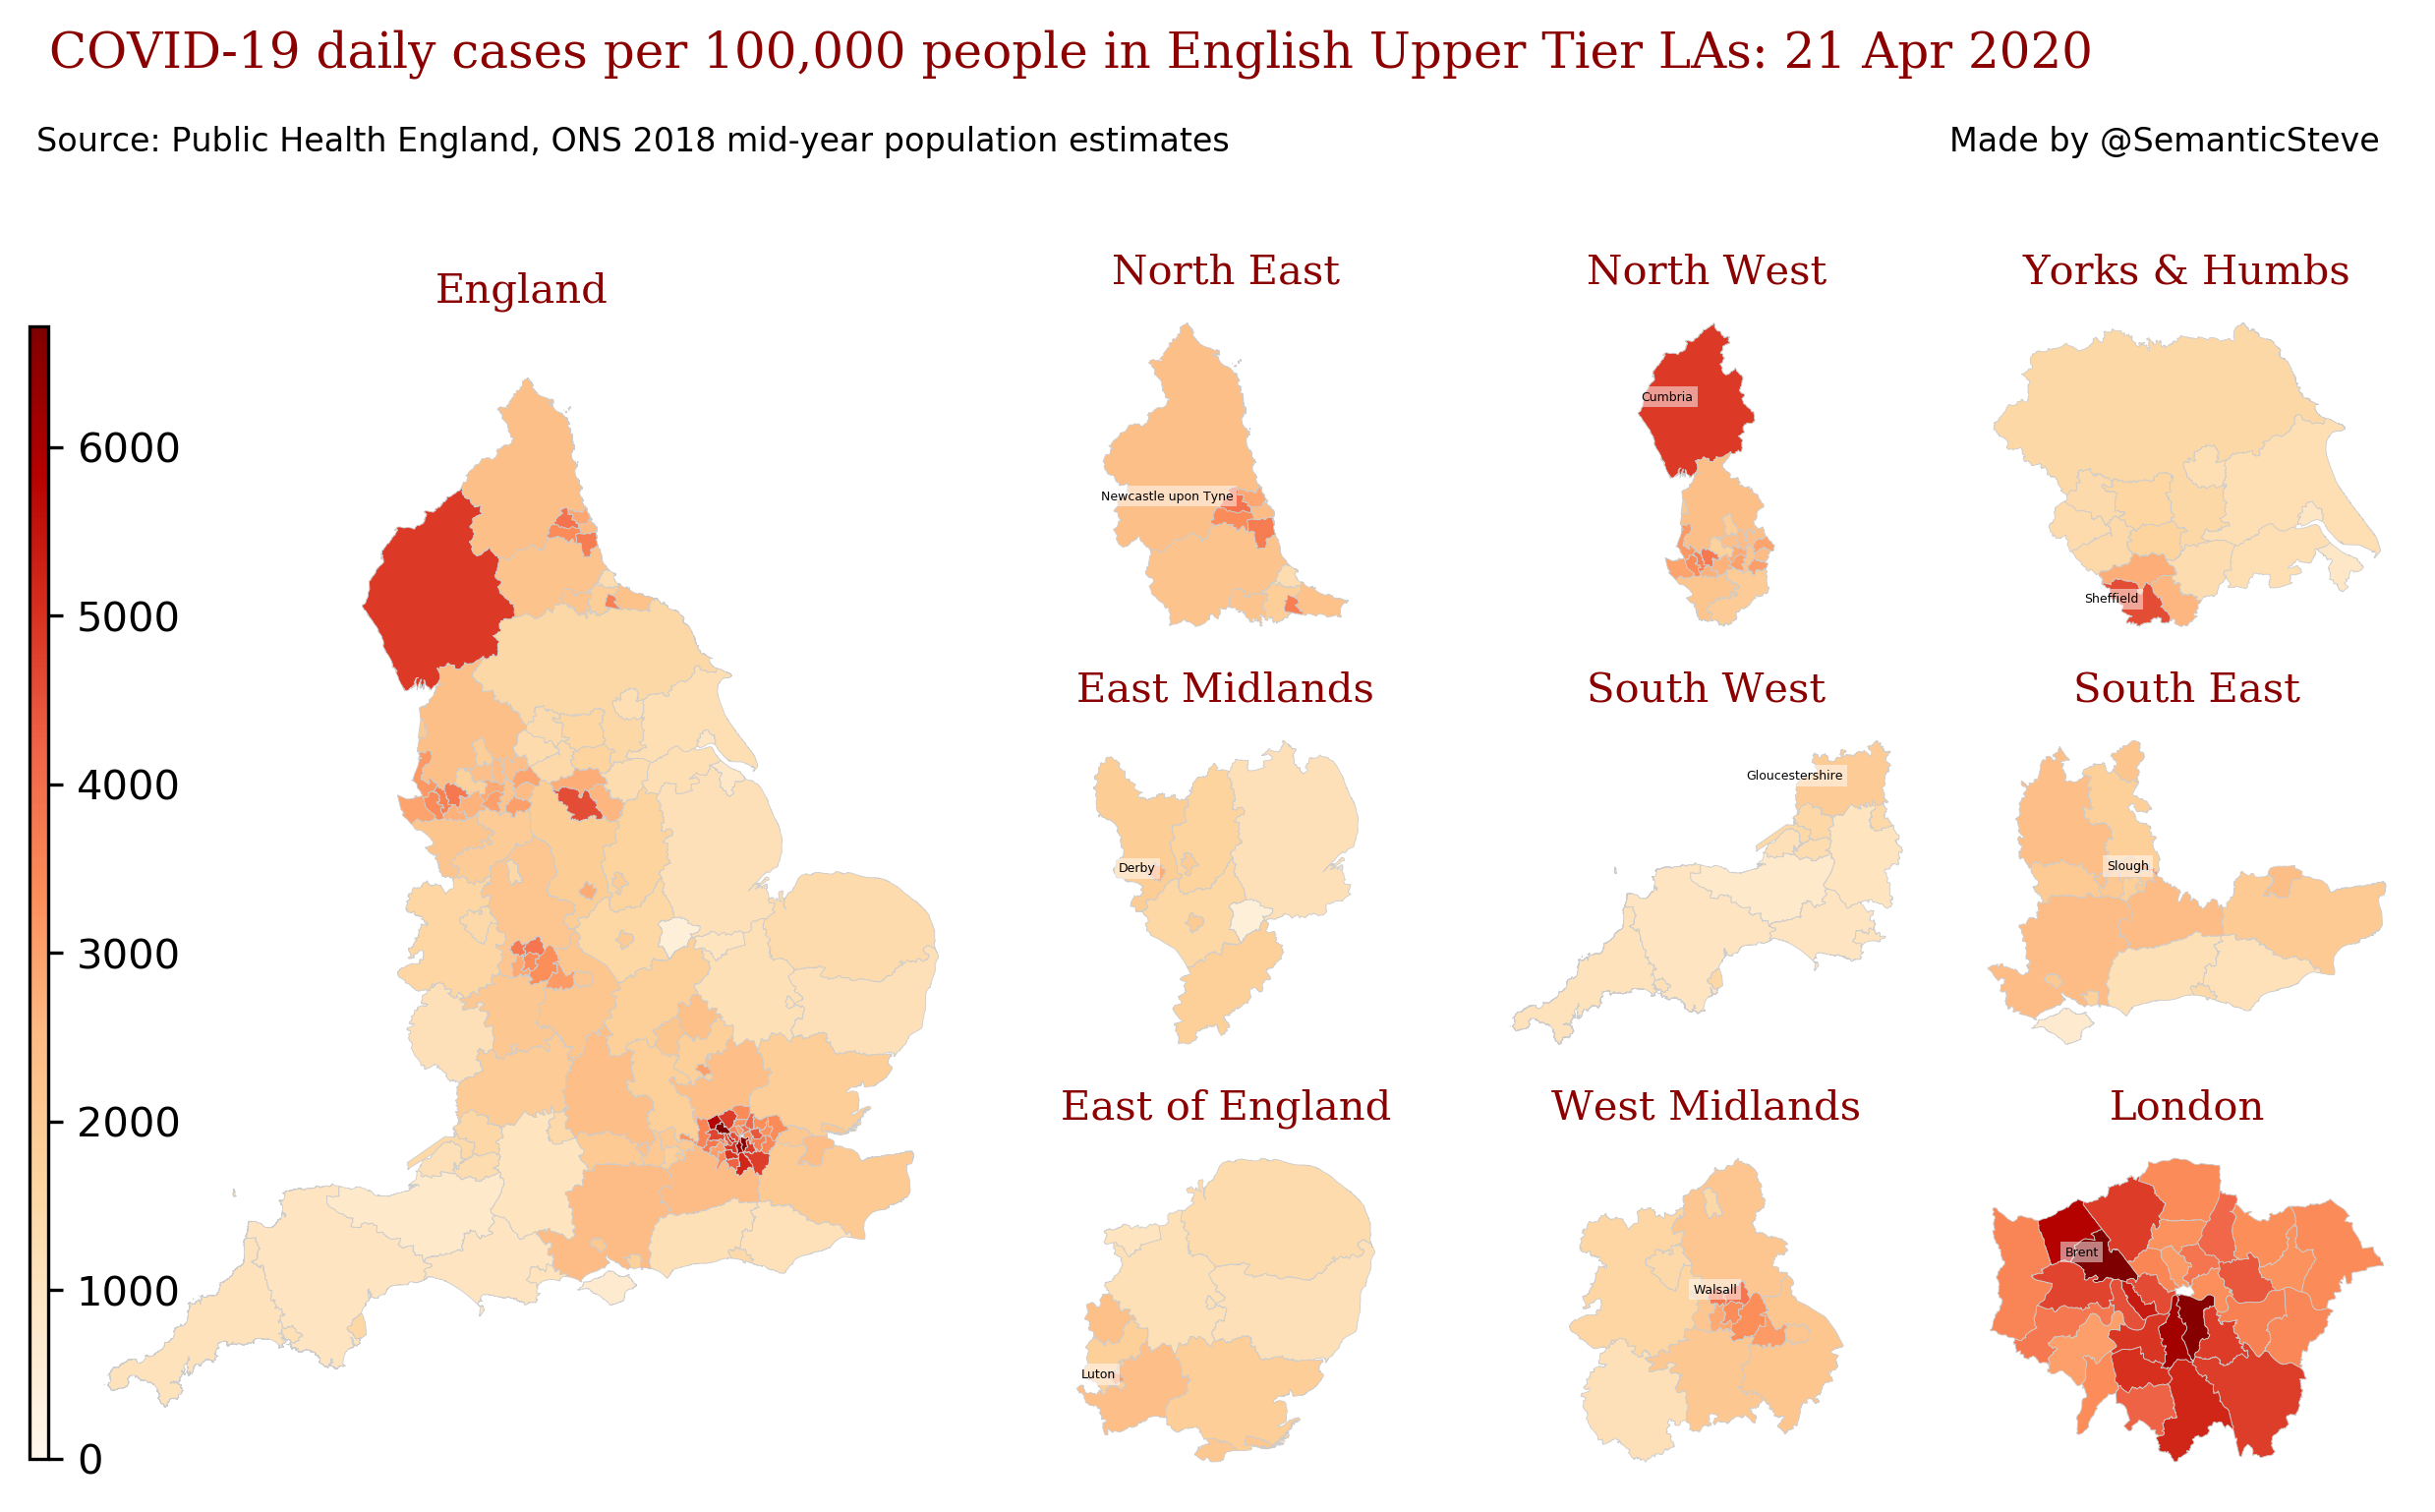 COVID-19 daily cases per 100,000 people in English Upper Tier LAs: 21 Apr 2020
Source: Public Health England, ONS 2018 mid-year population estimates
Made by @SemanticSteve
England
6000
5000
4000
3000
2000
1000
0
North East
Newcastle upon Tyne
North West
Cumbria
Yorks & Humbs
Sheffield
East Midlands
Derby
South West
Gloucestershire
South East
Slough
East of England
Luton
West Midlands
Walsall
London
Brent